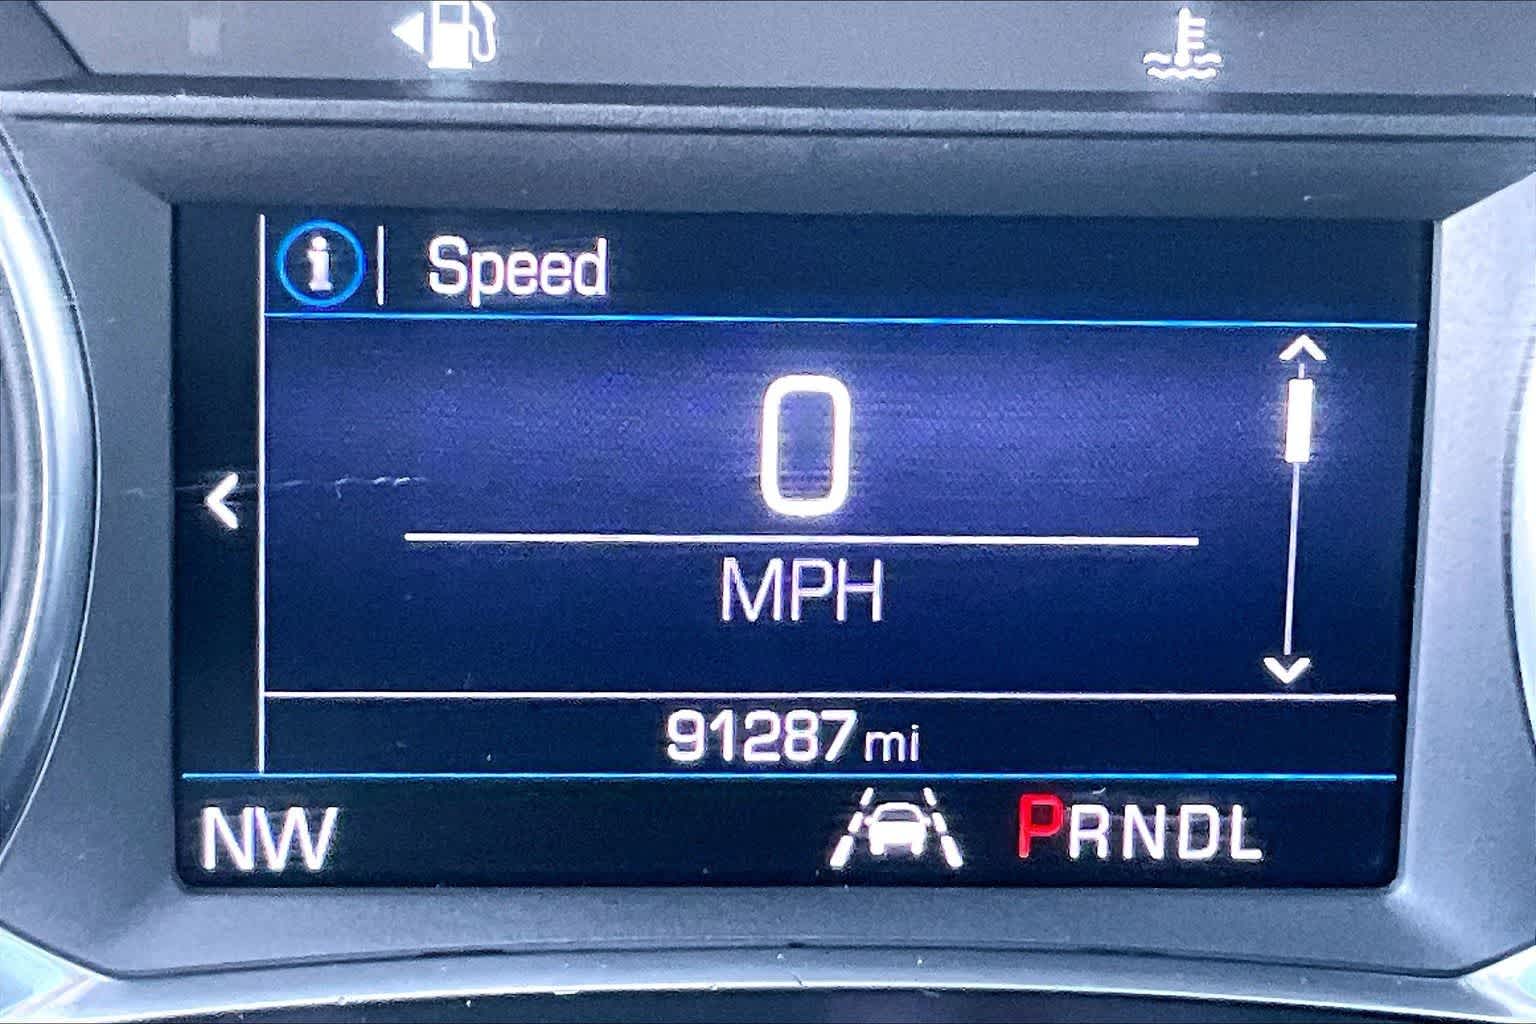 Speed
0
MPH
91287 mi
NW PRNDL